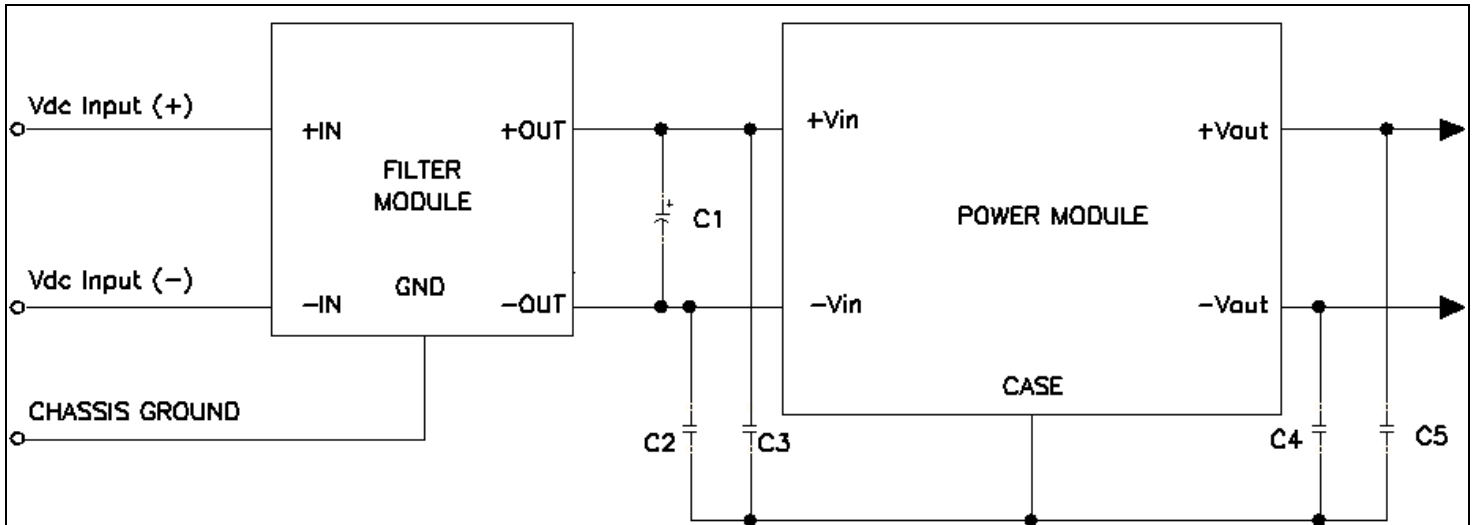 Vdc Input (+)
+IN
+OUT
FILTER
MODULE
Vdc Input (−)
−IN
GND
−OUT
CHASSIS GROUND
C1
C2
C3
+Vin
+Vout
POWER MODULE
−Vin
−Vout
CASE
C4
C5